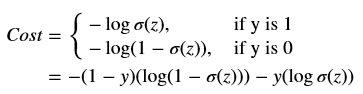 Cost = { − log σ(z), if y is 1
− log(1 − σ(z)), if y is 0
= −(1 − y)(log(1 − σ(z))) − y(log σ(z))